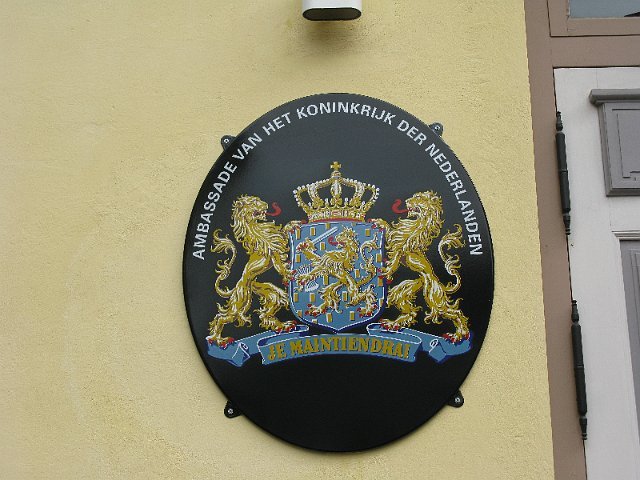 AMBASSADE VAN HET KONINKRIJK DER NEDERLANDEN
JE MAINTIENDRAI